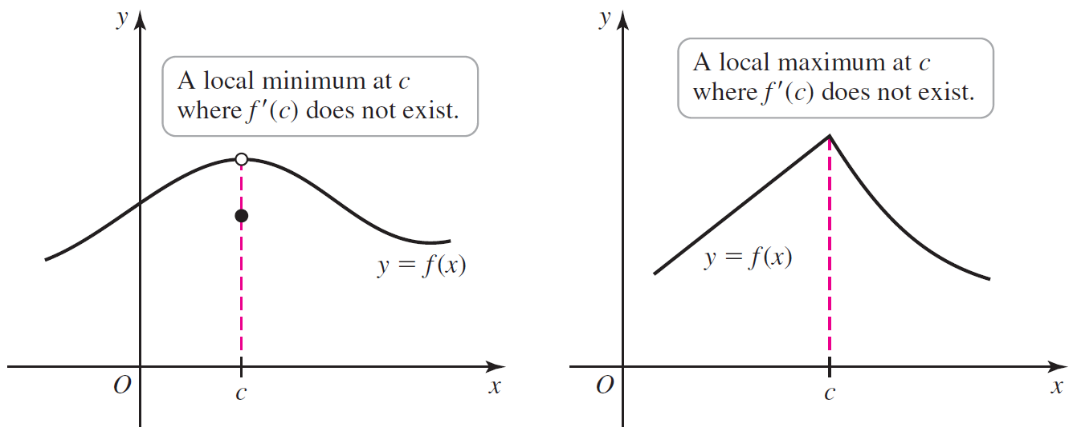 y
A local minimum at c
where f′(c) does not exist.
y = f(x)
O
c
x
y
A local maximum at c
where f′(c) does not exist.
y = f(x)
O
c
x